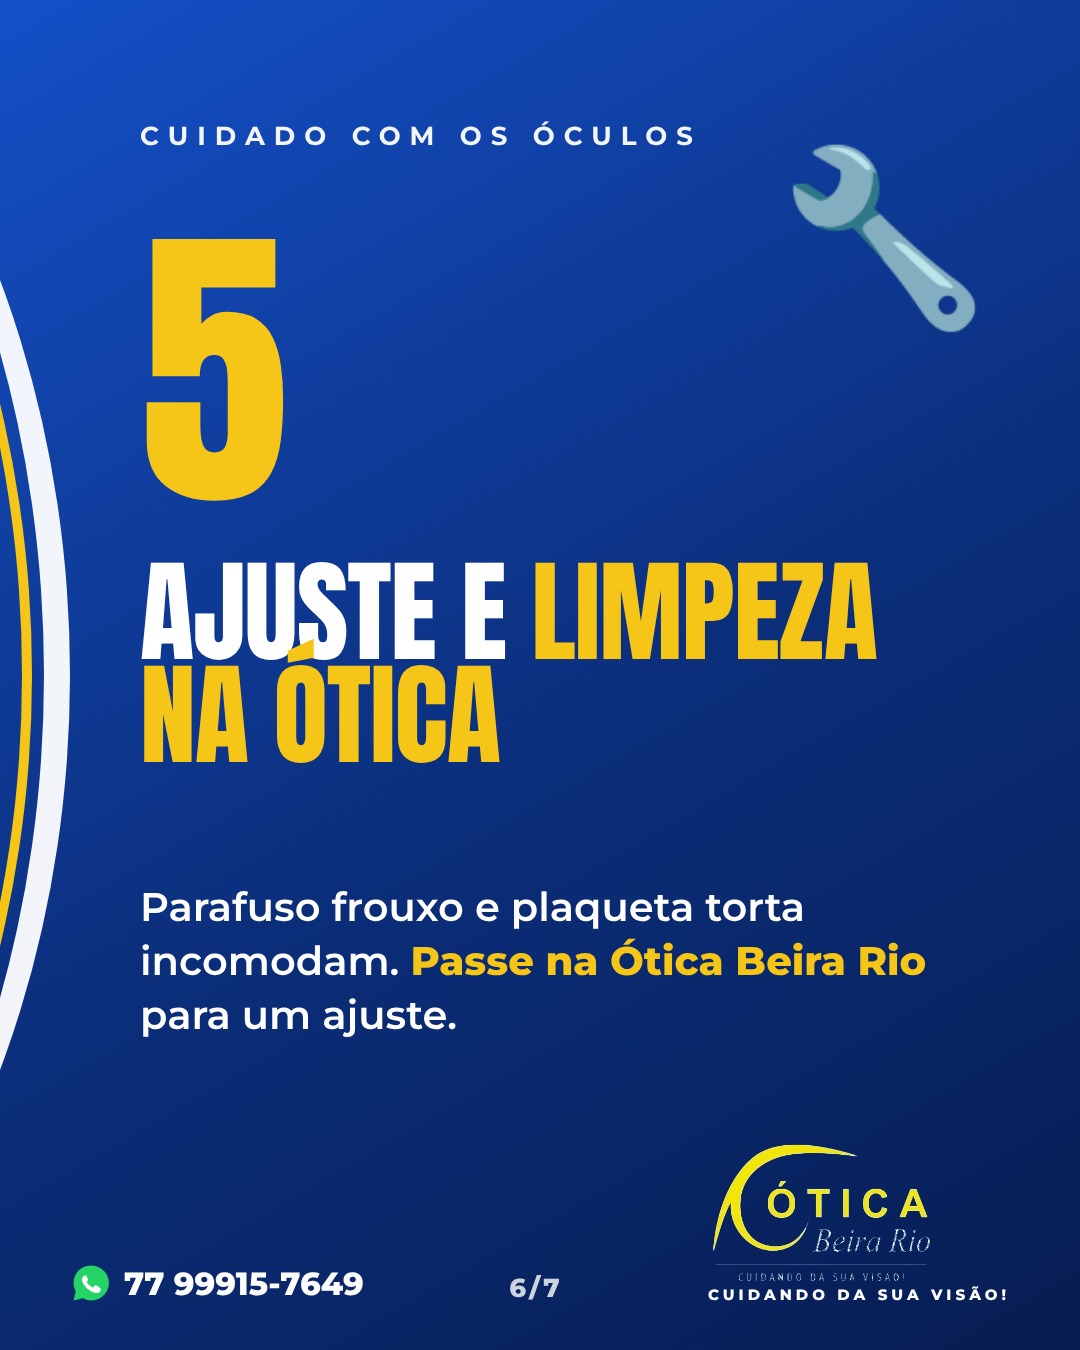 CUIDADO COM OS ÓCULOS
5
AJUSTE E LIMPEZA
NA ÓTICA
Parafuso frouxo e plaqueta torta
incomodam. Passe na Ótica Beira Rio
para um ajuste.
ÓTICA
Beira Rio
CUIDANDO DA SUA VISÃO!
CUIDANDO DA SUA VISÃO!
77 99915-7649
6/7